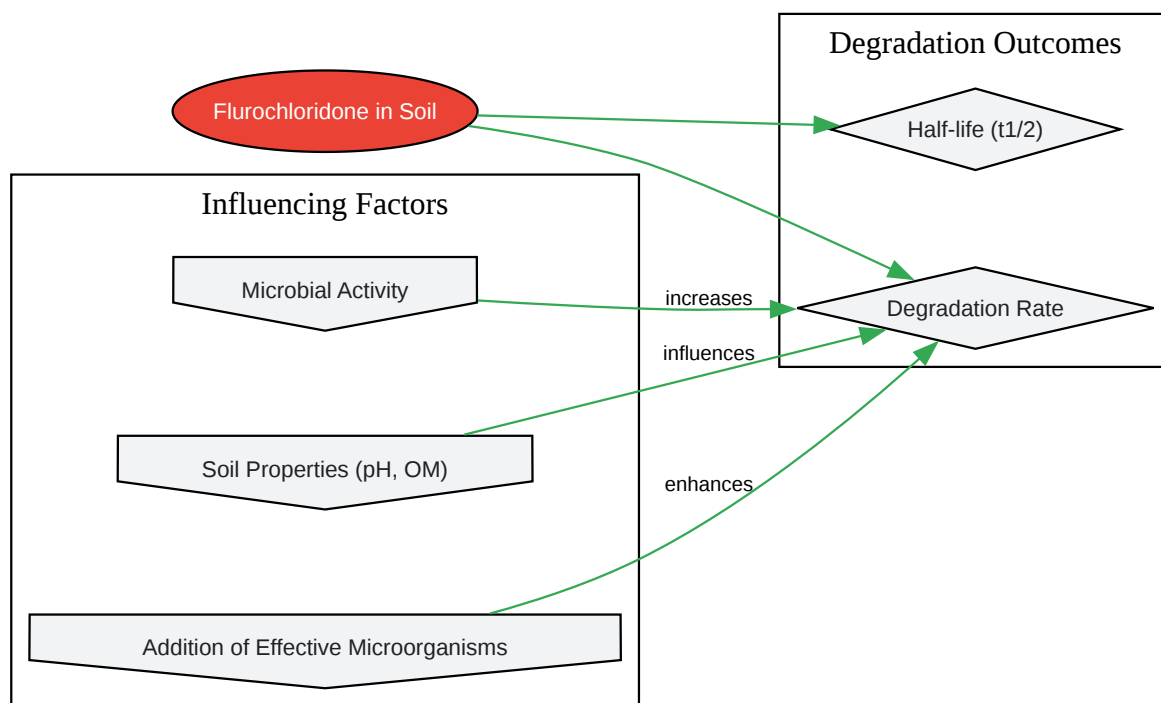 Degradation Outcomes
Flurochloridone in Soil
Half-life (t1/2)
Influencing Factors
Microbial Activity
increases
Degradation Rate
influences
Soil Properties (pH, OM)
enhances
Addition of Effective Microorganisms